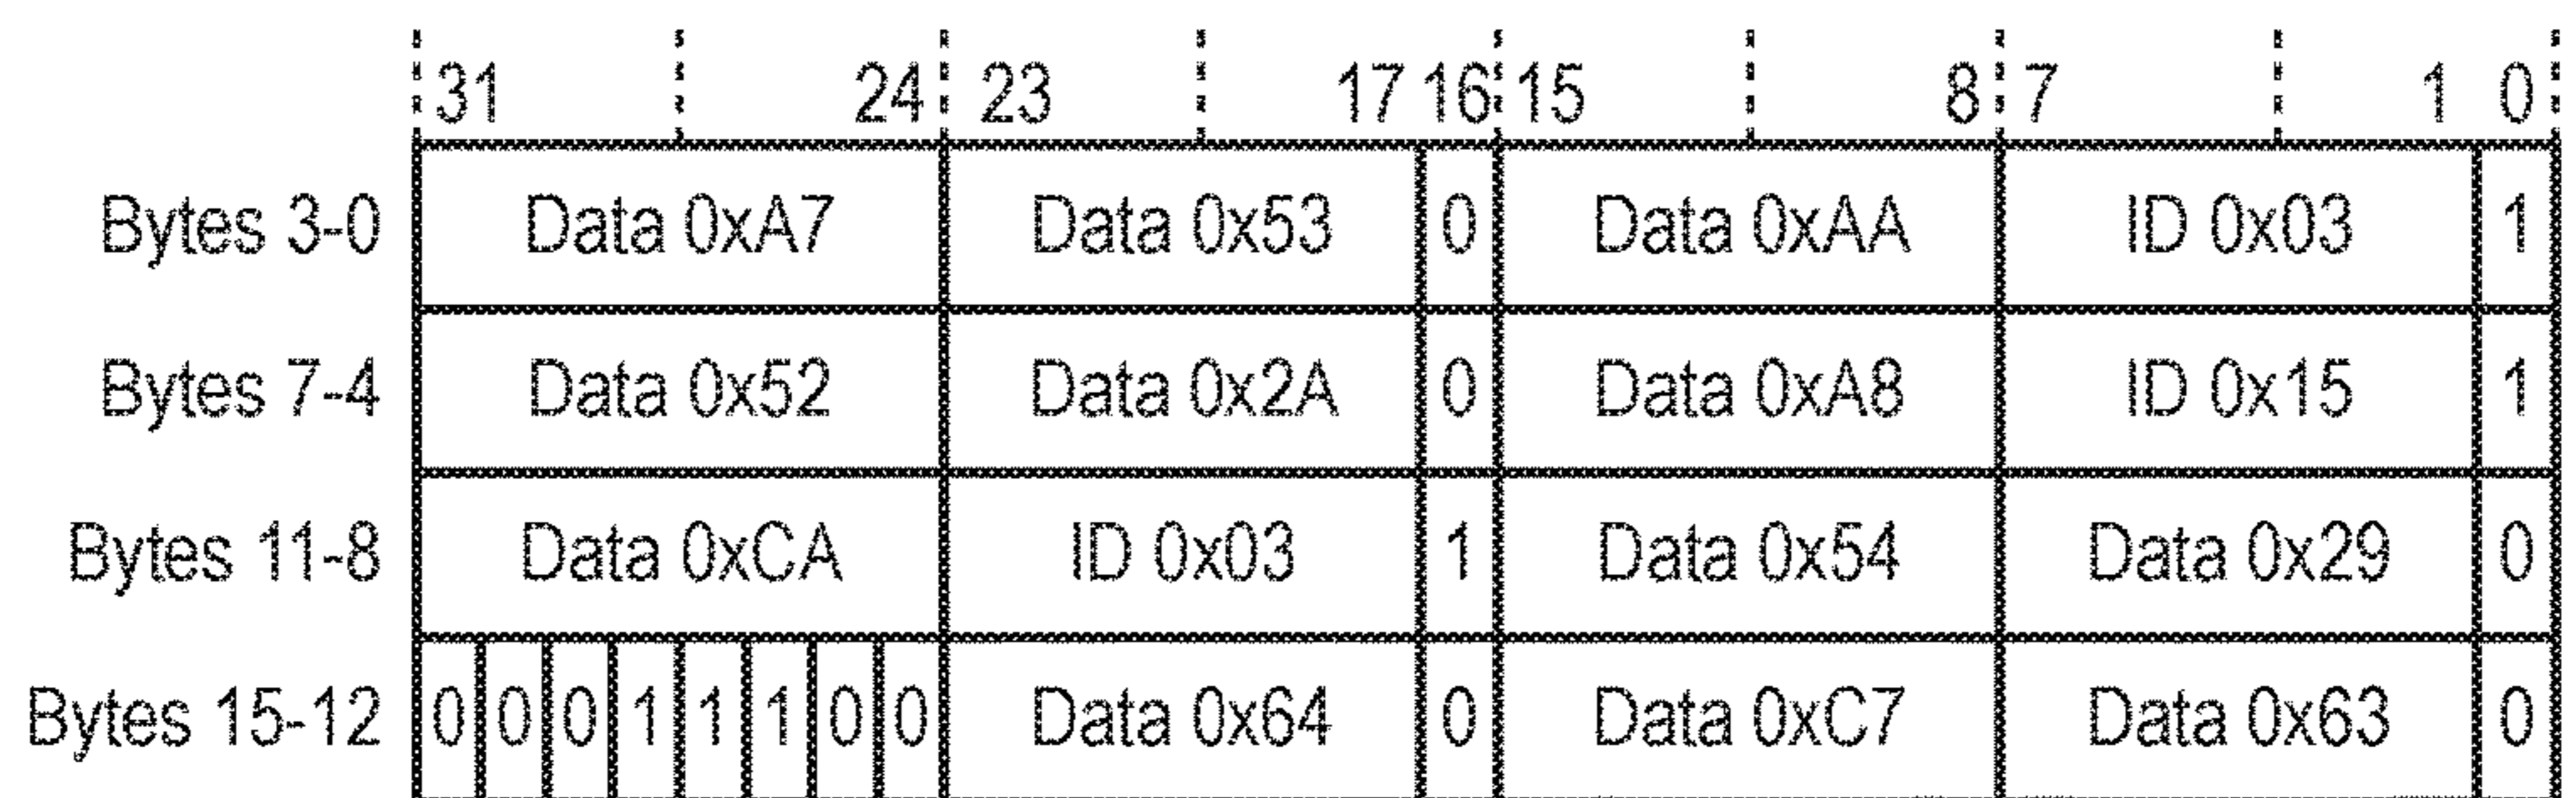 31 24 23 17 16 15 8 7 1 0
Bytes 3-0 Data 0xA7 Data 0x53 0 Data 0xAA ID 0x03 1
Bytes 7-4 Data 0x52 Data 0x2A 0 Data 0xA8 ID 0x15 1
Bytes 11-8 Data 0xCA ID 0x03 1 Data 0x54 Data 0x29 0
Bytes 15-12 0 0 0 1 1 1 0 0 Data 0x64 0 Data 0xC7 Data 0x63 0